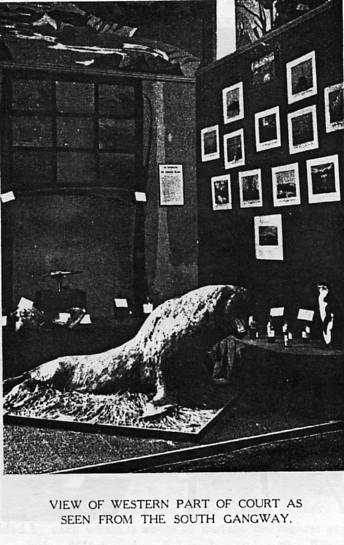 VIEW OF WESTERN PART OF COURT AS
SEEN FROM THE SOUTH GANGWAY.